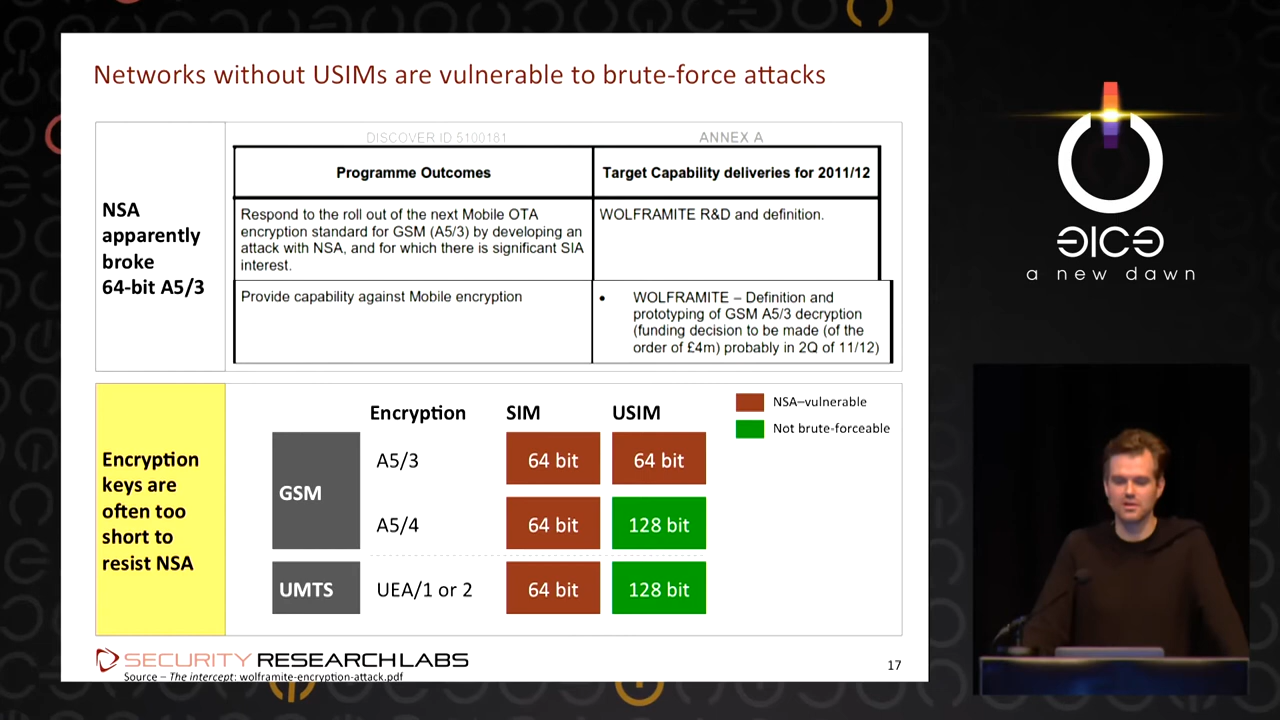 Networks without USIMs are vulnerable to brute-force attacks
DISCOVER ID 5100181
ANNEX A
NSA
apparently
broke
64-bit A5/3
Programme Outcomes
Target Capability deliveries for 2011/12
Respond to the roll out of the next Mobile OTA
encryption standard for GSM (A5/3) by developing an
attack with NSA, and for which there is significant SIA
interest.
WOLFRAMITE R&D and definition.
Provide capability against Mobile encryption
• WOLFRAMITE – Definition and
prototyping of GSM A5/3 decryption
(funding decision to be made (of the
order of £4m) probably in 2Q of 11/12)
Encryption
keys are
often too
short to
resist NSA
Encryption
SIM
USIM
NSA–vulnerable
Not brute-forceable
GSM
A5/3
64 bit
64 bit
A5/4
64 bit
128 bit
UMTS
UEA/1 or 2
64 bit
128 bit
SECURITY RESEARCH LABS
Source – The intercept: wolframite-encryption-attack.pdf
17
a new dawn